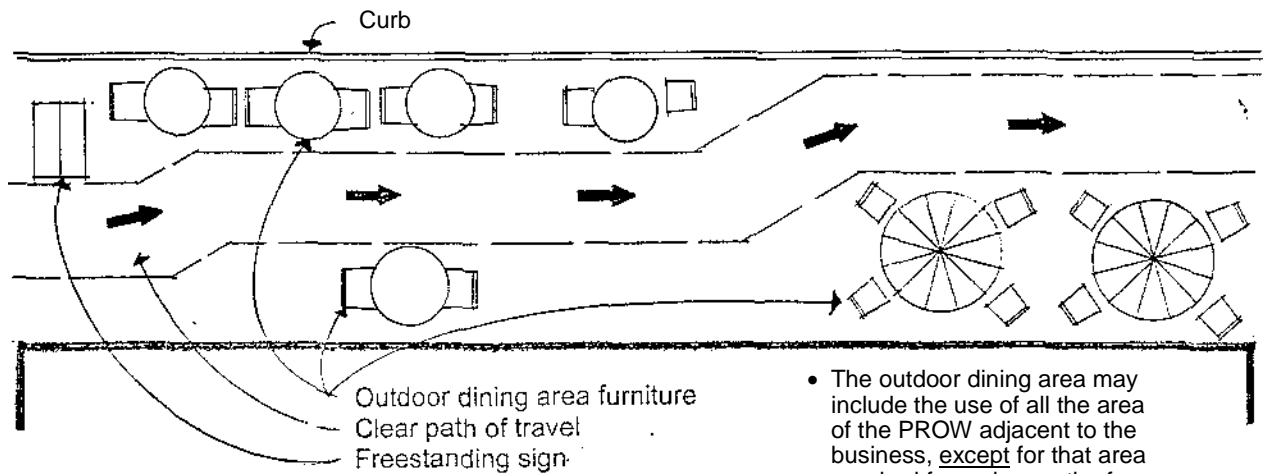 Curb
Outdoor dining area furniture
Clear path of travel
Freestanding sign
• The outdoor dining area may
include the use of all the area
of the PROW adjacent to the
business, except for that area